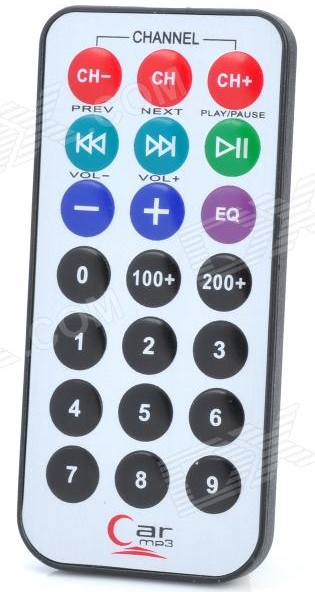 CHANNEL
CH− CH CH+
PREV NEXT PLAY/PAUSE
VOL− VOL+
− + EQ
0 100+ 200+
1 2 3
4 5 6
7 8 9
Car
mp3